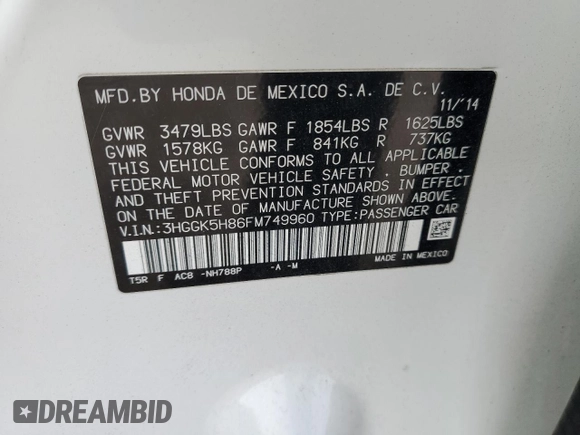 MFD.BY HONDA DE MEXICO S.A. DE C.V.
11/'14
GVWR 3479LBS GAWR F 1854LBS R 1625LBS
GVWR 1578KG GAWR F 841KG R 737KG
THIS VEHICLE CONFORMS TO ALL APPLICABLE
FEDERAL MOTOR VEHICLE SAFETY , BUMPER ,
AND THEFT PREVENTION STANDARDS IN EFFECT
ON THE DATE OF MANUFACTURE SHOWN ABOVE.
V.I.N.:3HGGK5H86FM749960 TYPE:PASSENGER CAR
T5R F AC8 -NH788P -A -M MADE IN MEXICO
DREAMBID